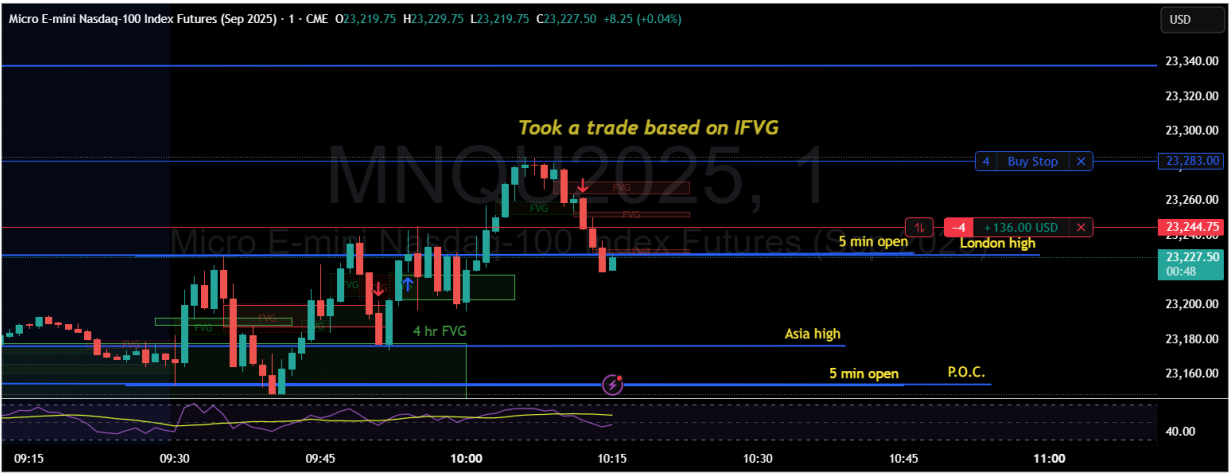 Micro E-mini Nasdaq-100 Index Futures (Sep 2025) · 1 · CME O23,219.75 H23,229.75 L23,219.75 C23,227.50 +8.25 (+0.04%)
USD
23,340.00
23,320.00
Took a trade based on IFVG
23,300.00
MNQU2025, 1
4 Buy Stop
23,283.00
FVG
23,260.00
FVG
FVG
-4 +136.00 USD
23,244.75
23,240.00
Micro E-mini Nasdaq-100 Index Futures (Sep 2025)
5 min open
London high
FVG
23,227.50
00:48
FVG
FVG
23,200.00
FVG
FVG
4 hr FVG
Asia high
23,180.00
FVG
5 min open
P.O.C.
23,160.00
40.00
09:15 09:30 09:45 10:00 10:15 10:30 10:45 11:00